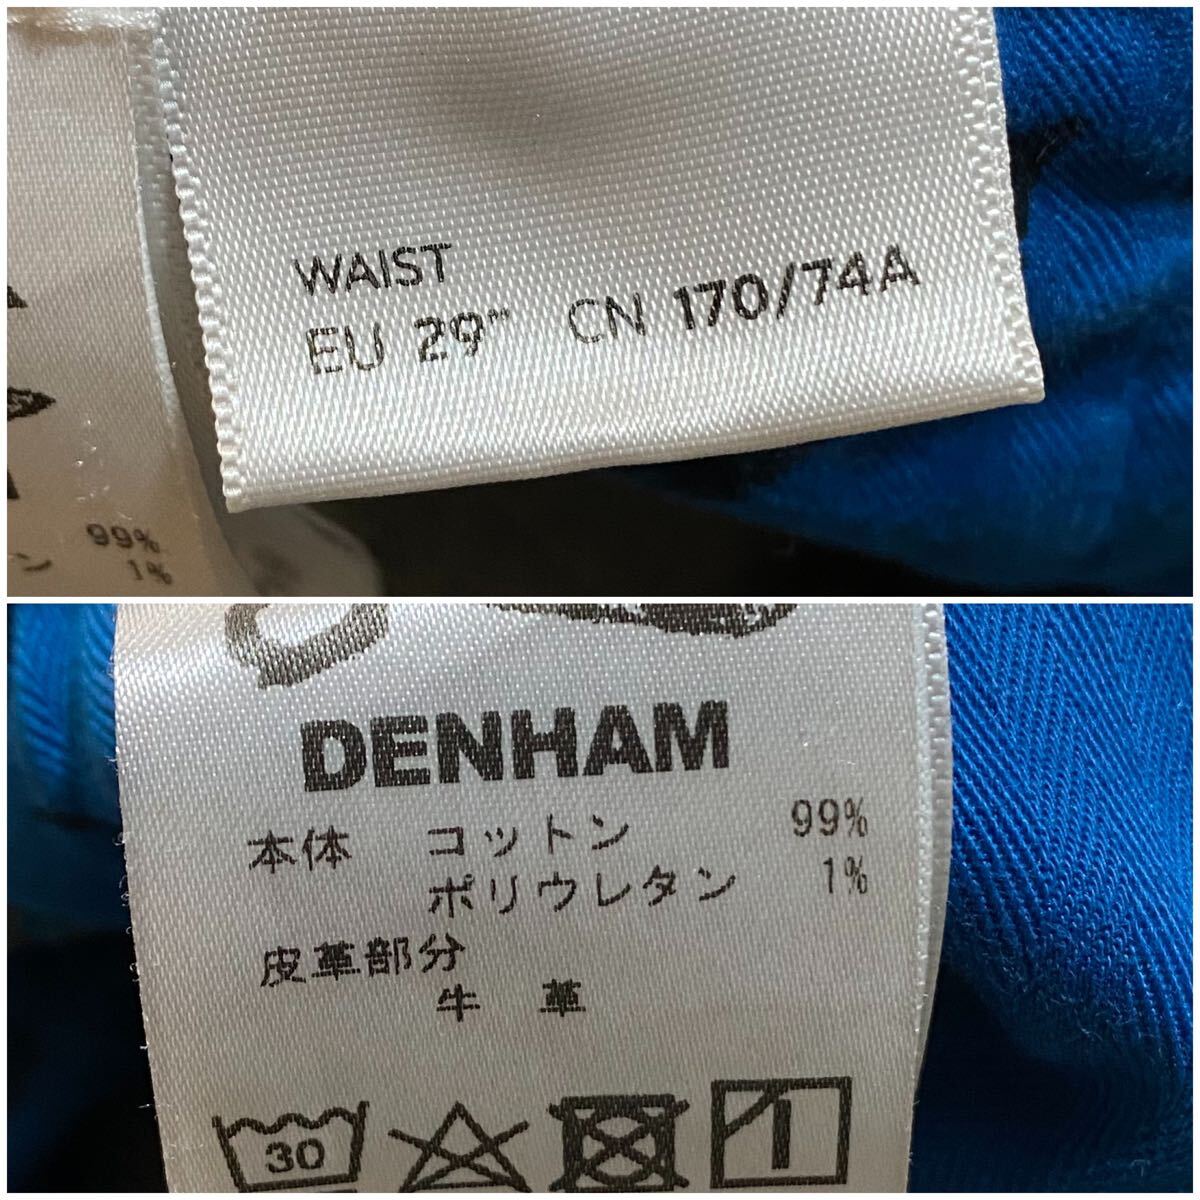 WAIST
EU 29" CN 170/74A
99%
ン 1%
DENHAM
本体 コットン 99%
ポリウレタン 1%
皮革部分
牛 革
30